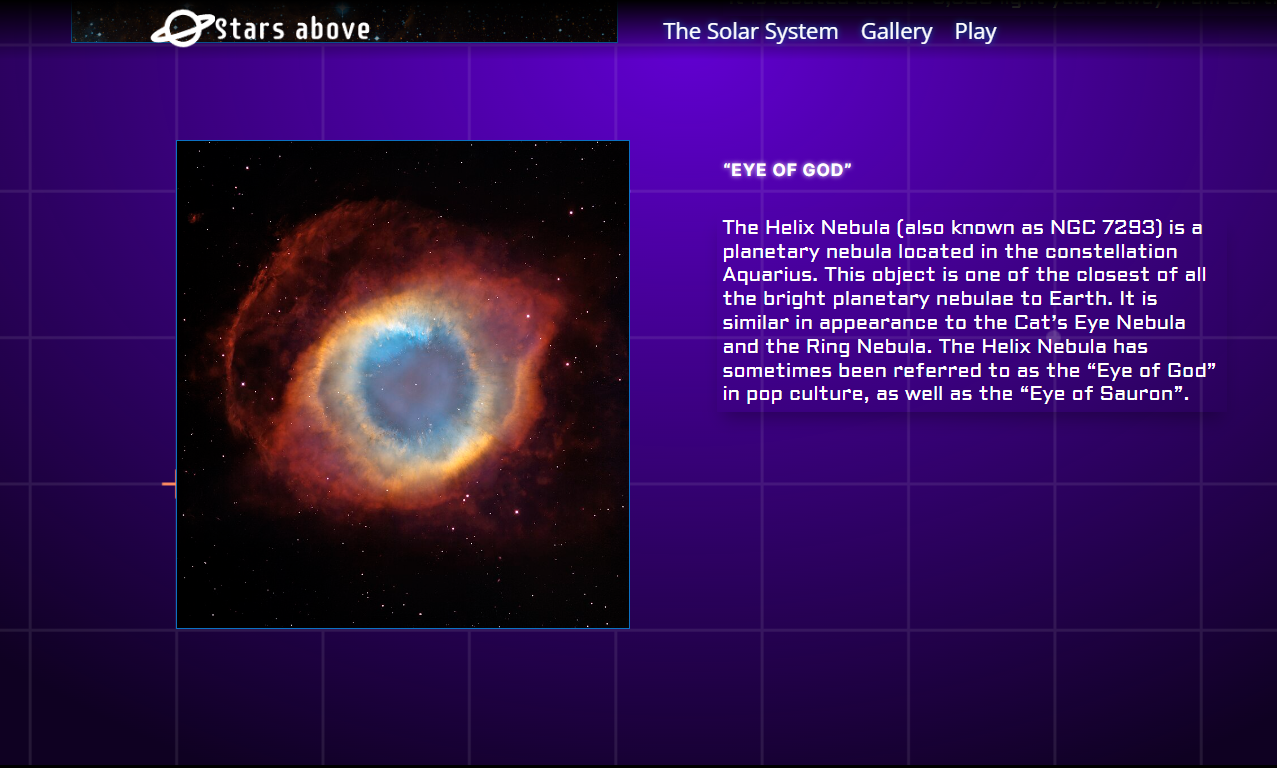 Stars above
The Solar System Gallery Play
“EYE OF GOD”
The Helix Nebula (also known as NGC 7293) is a
planetary nebula located in the constellation
Aquarius. This object is one of the closest of all
the bright planetary nebulae to Earth. It is
similar in appearance to the Cat’s Eye Nebula
and the Ring Nebula. The Helix Nebula has
sometimes been referred to as the “Eye of God”
in pop culture, as well as the “Eye of Sauron”.